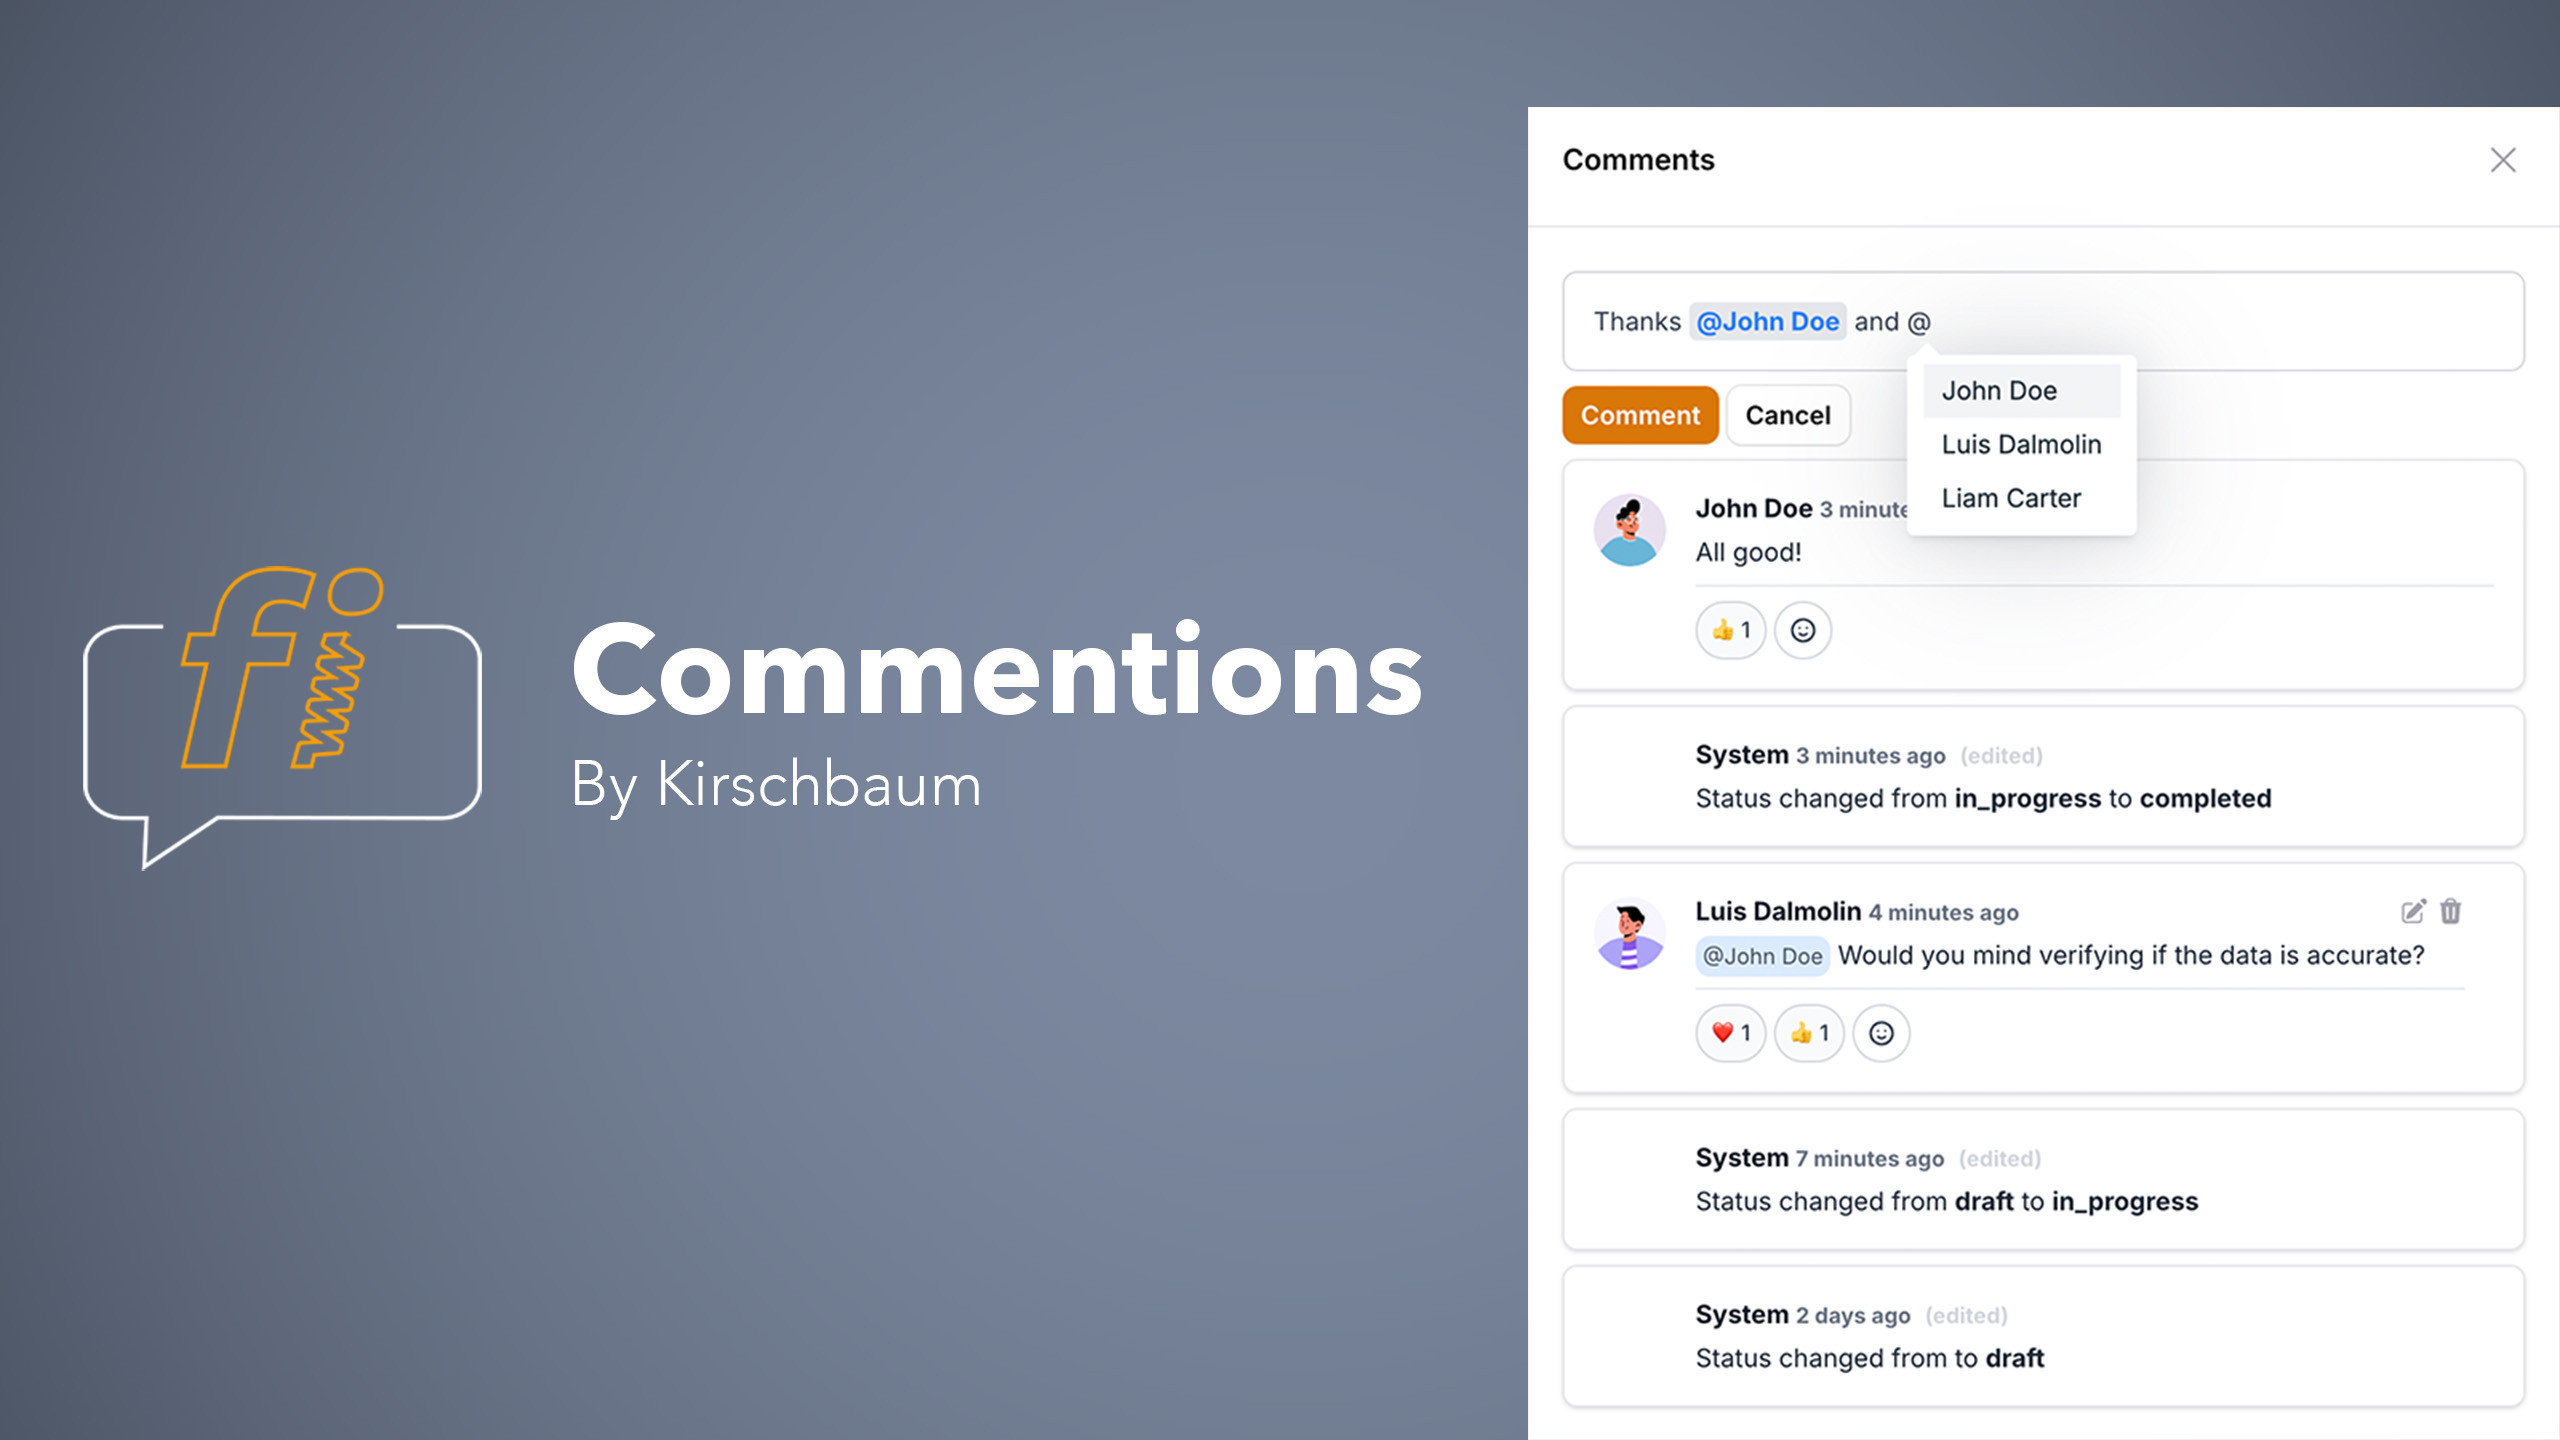 fi
Commentions
By Kirschbaum
Comments
Thanks @John Doe and @
John Doe
Luis Dalmolin
Liam Carter
Comment Cancel
John Doe 3 minute
All good!
👍 1
System 3 minutes ago (edited)
Status changed from in_progress to completed
Luis Dalmolin 4 minutes ago
@John Doe Would you mind verifying if the data is accurate?
❤️ 1 👍 1
System 7 minutes ago (edited)
Status changed from draft to in_progress
System 2 days ago (edited)
Status changed from to draft